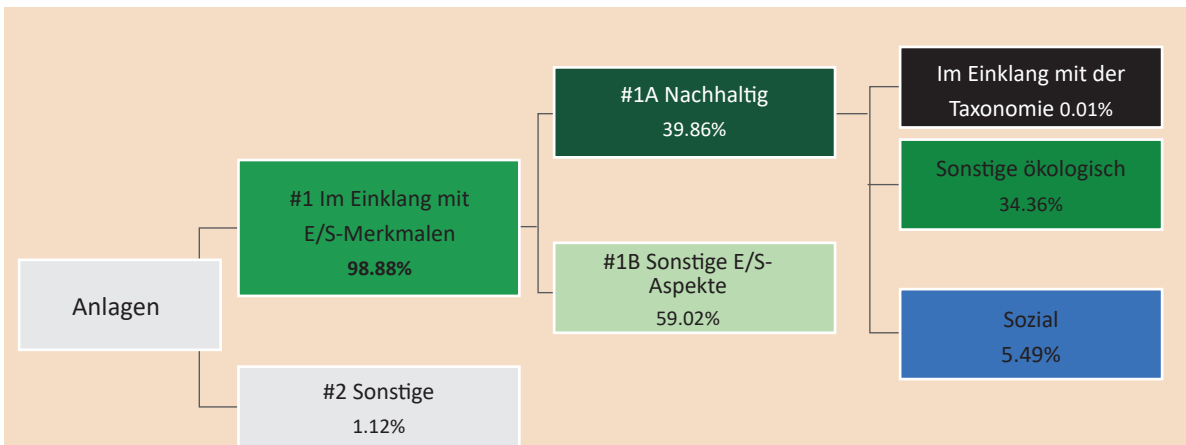 Anlagen
#1 Im Einklang mit
E/S-Merkmalen
98.88%
#2 Sonstige
1.12%
#1A Nachhaltig
39.86%
#1B Sonstige E/S-
Aspekte
59.02%
Im Einklang mit der
Taxonomie 0.01%
Sonstige ökologisch
34.36%
Sozial
5.49%